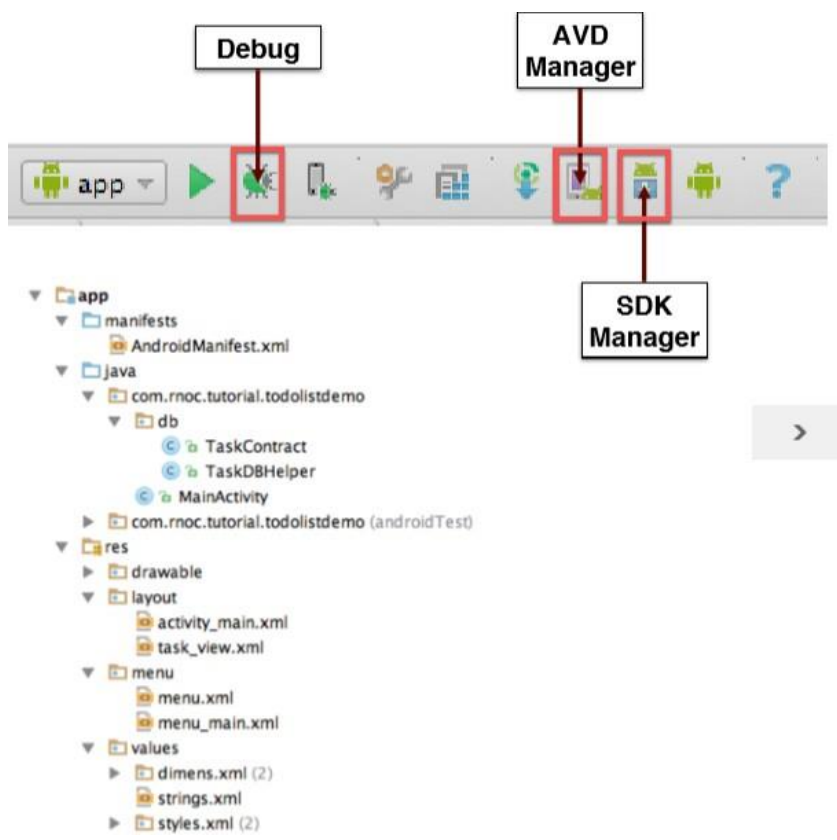 Debug
AVD
Manager
app
?
SDK
Manager
app
manifests
AndroidManifest.xml
java
com.rnoc.tutorial.todolistdemo
db
TaskContract
TaskDBHelper
MainActivity
com.rnoc.tutorial.todolistdemo (androidTest)
res
drawable
layout
activity_main.xml
task_view.xml
menu
menu.xml
menu_main.xml
values
dimens.xml (2)
strings.xml
styles.xml (2)